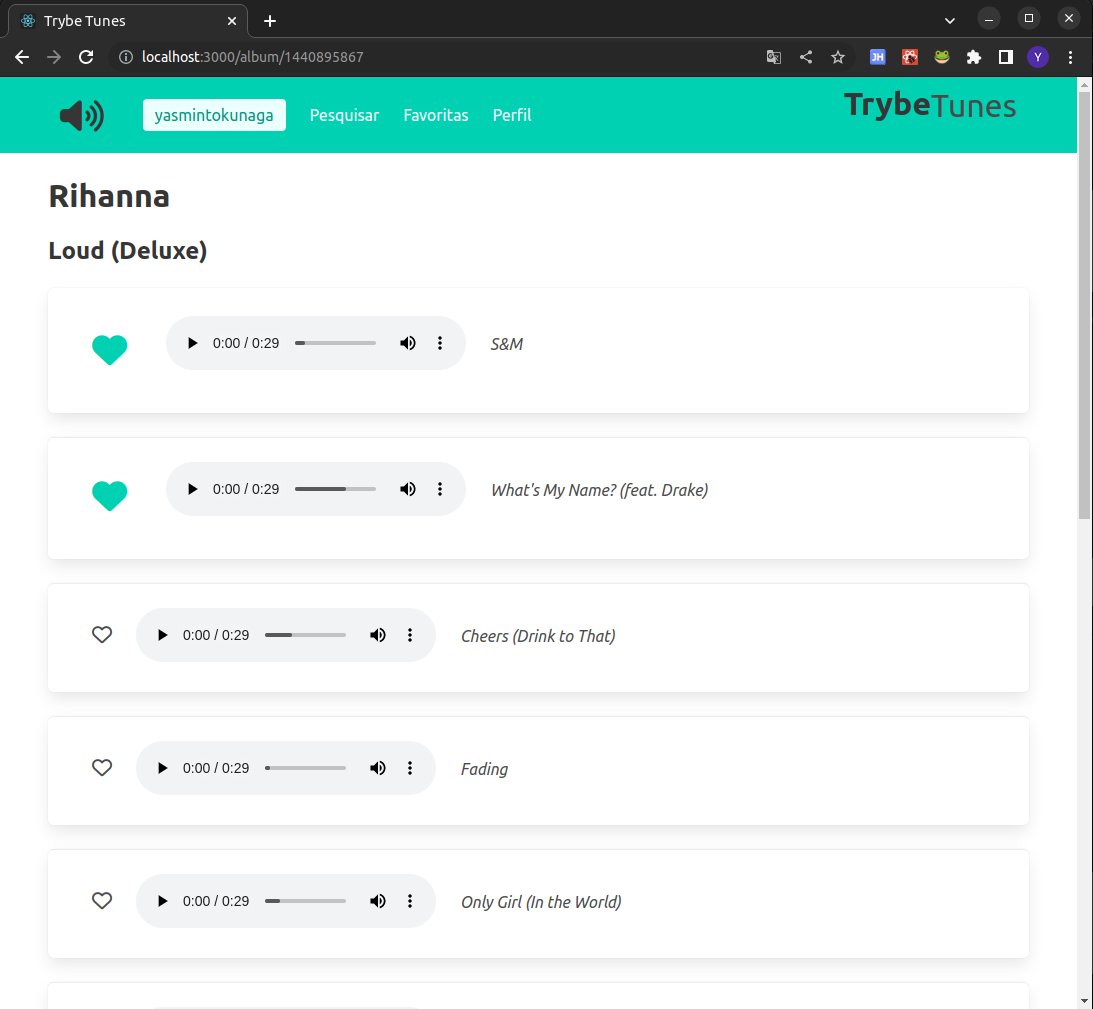 Trybe Tunes
localhost:3000/album/1440895867
JH
Y
yasmintokunaga Pesquisar Favoritas Perfil TrybeTunes
Rihanna
Loud (Deluxe)
0:00 / 0:29 S&M
0:00 / 0:29 What's My Name? (feat. Drake)
0:00 / 0:29 Cheers (Drink to That)
0:00 / 0:29 Fading
0:00 / 0:29 Only Girl (In the World)